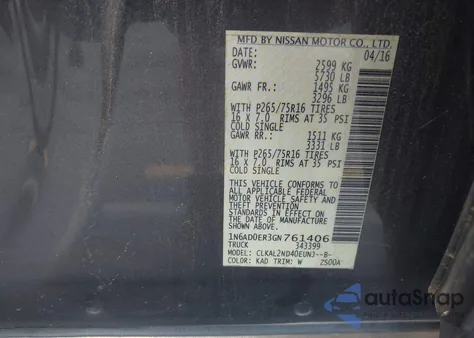 MFD BY NISSAN MOTOR CO., LTD.
DATE: 04/16
GVWR: 2599 KG
5730 LB
GAWR FR.: 1495 KG
3296 LB
WITH P265/75R16 TIRES
16 X 7.0 RIMS AT 35 PSI
COLD SINGLE
GAWR RR.: 1511 KG
3331 LB
WITH P265/75R16 TIRES
16 X 7.0 RIMS AT 35 PSI
COLD SINGLE
THIS VEHICLE CONFORMS TO
ALL APPLICABLE FEDERAL
MOTOR VEHICLE SAFETY AND
THEFT PREVENTION
STANDARDS IN EFFECT ON
THE DATE OF MANUFACTURE
SHOWN ABOVE.
1N6AD0ER3GN761406
TRUCK 343399
MODEL: CLKAL2ND40EUNJ--B-
COLOR: KAD TRIM: W ZS00A
autoSnap